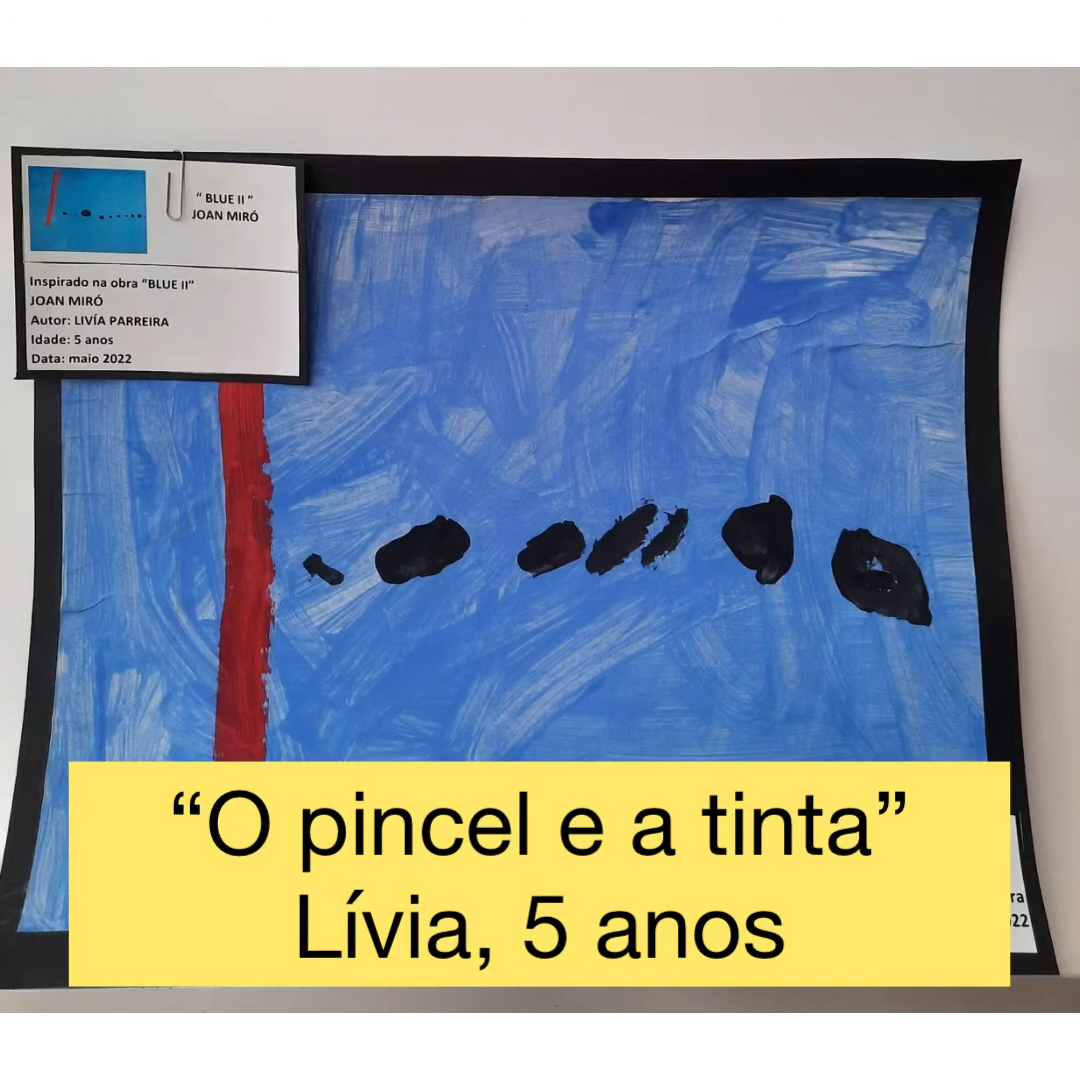 “ BLUE II ”
JOAN MIRÓ
Inspirado na obra “BLUE II”
JOAN MIRÓ
Autor: LIVÍA PARREIRA
Idade: 5 anos
Data: maio 2022
“O pincel e a tinta”
Lívia, 5 anos